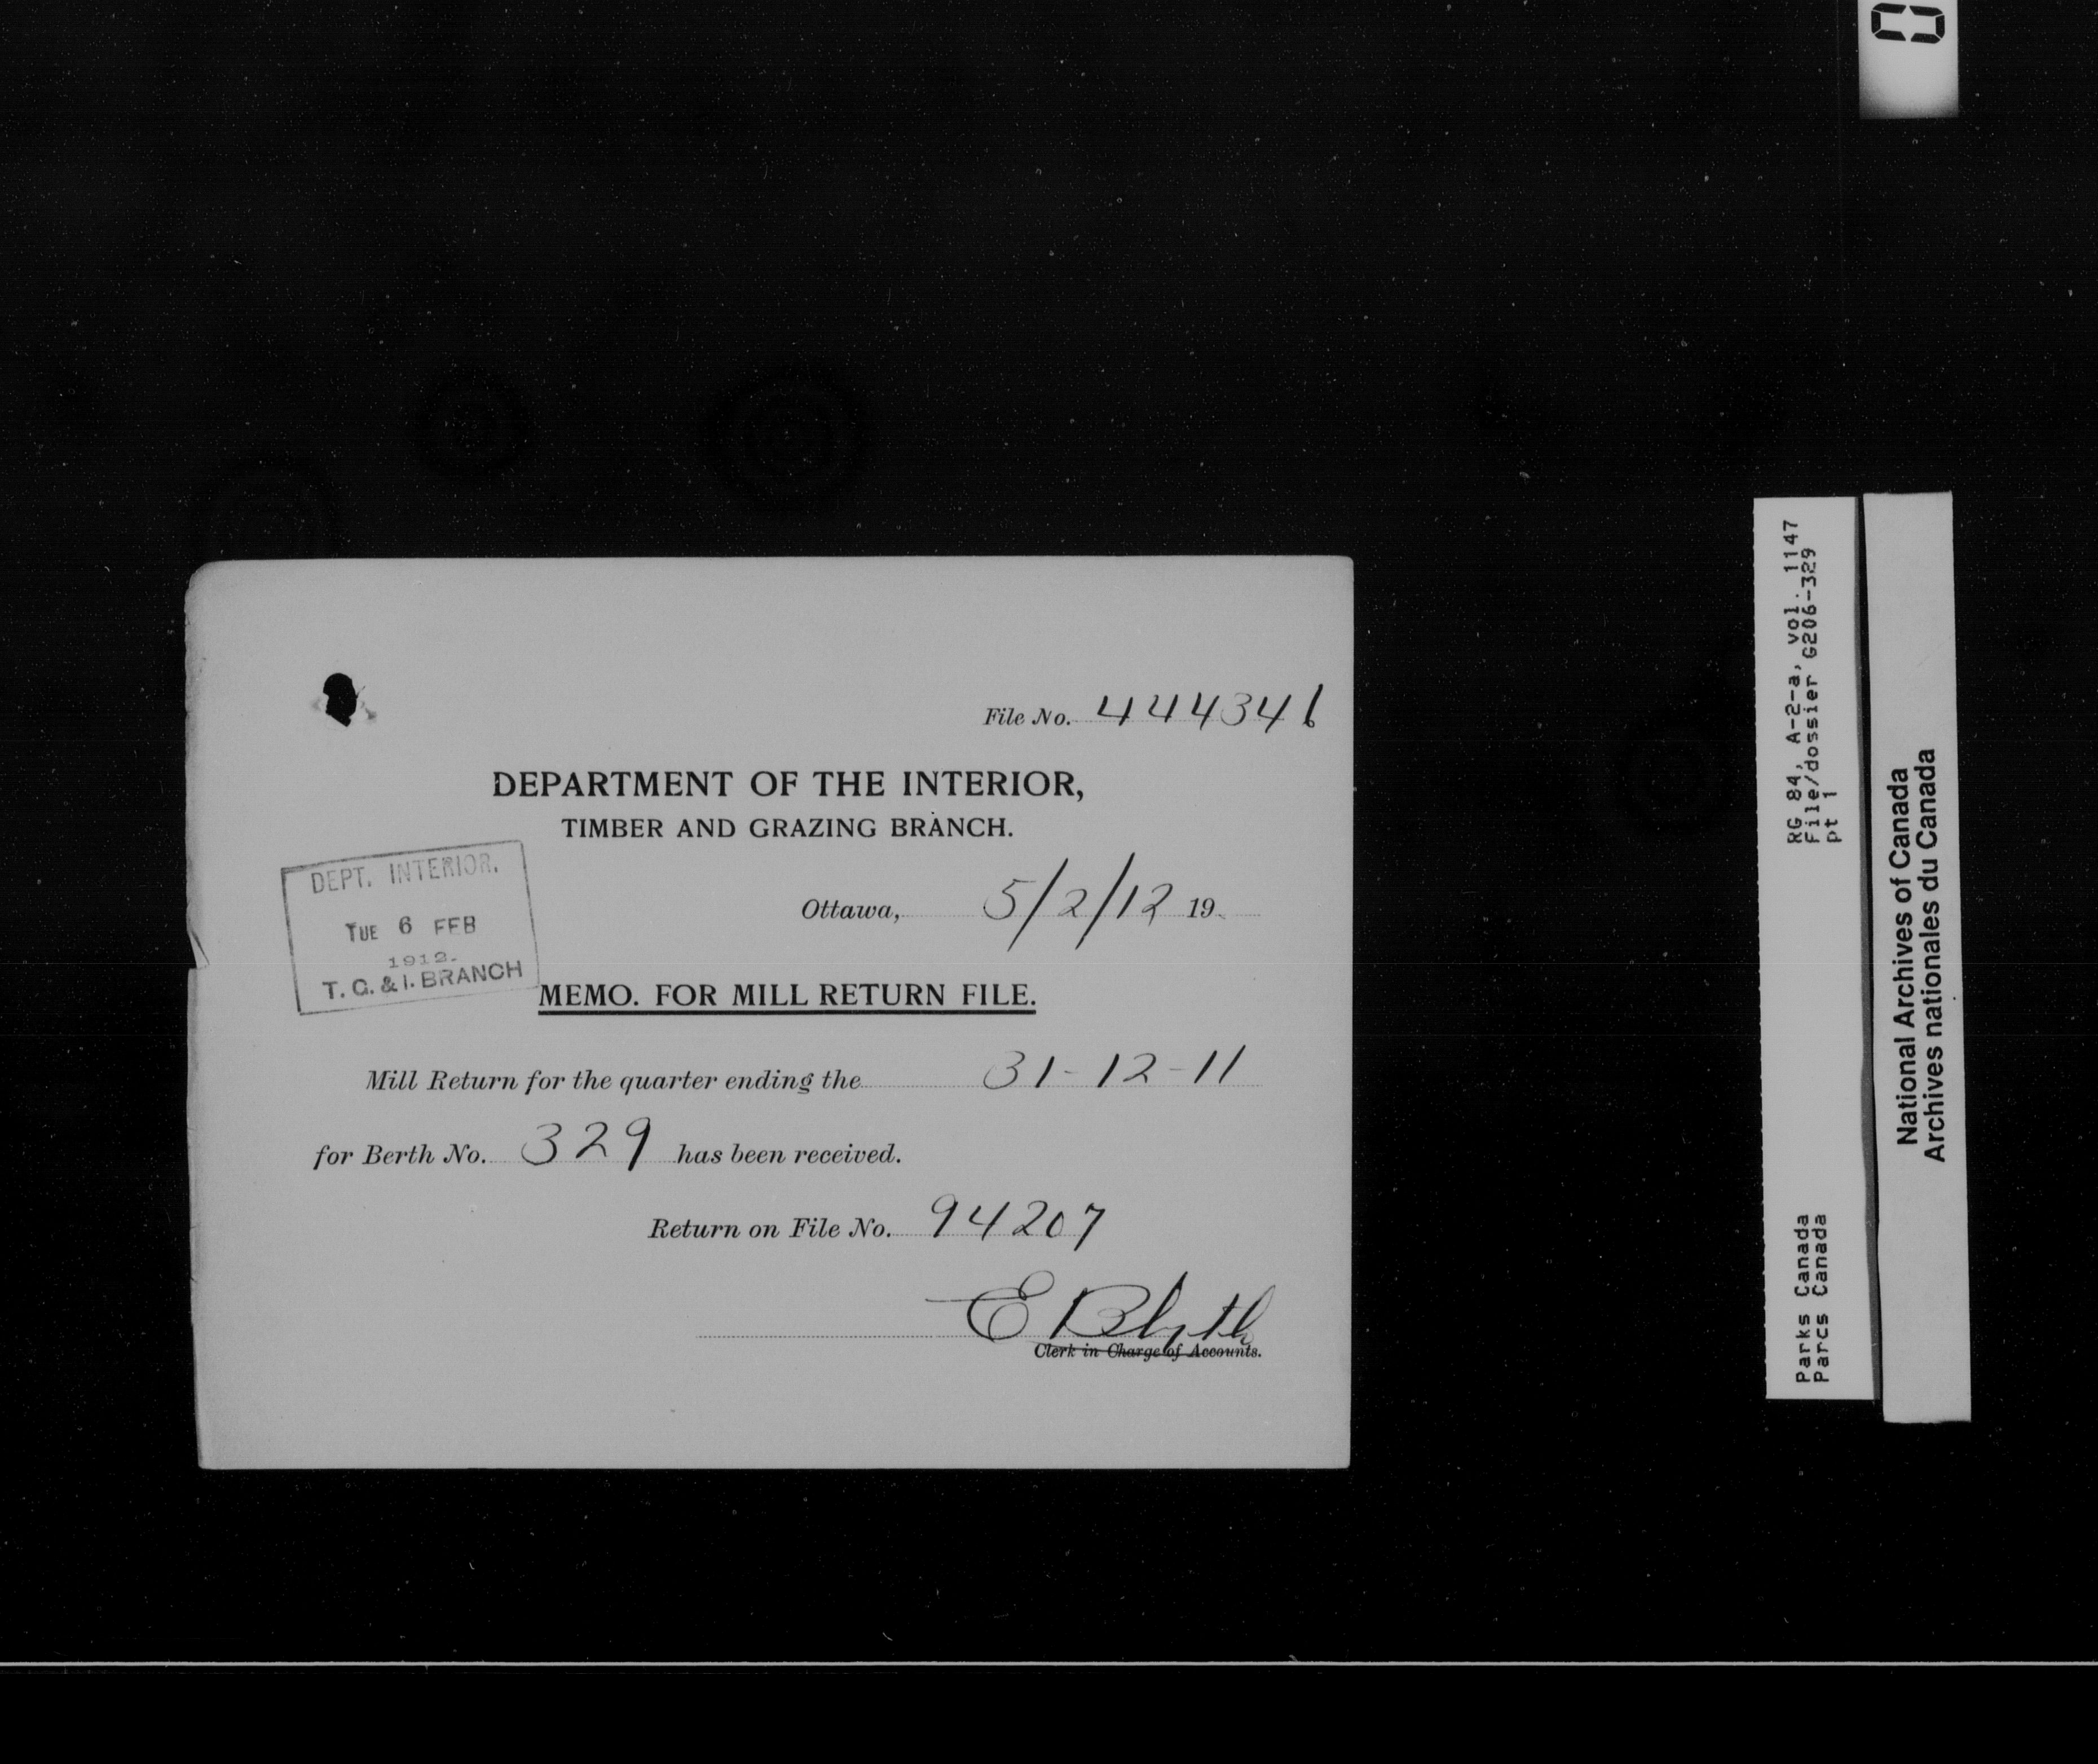 File No. 444346
DEPARTMENT OF THE INTERIOR,
TIMBER AND GRAZING BRANCH.
DEPT. INTERIOR.
TUE 6 FEB
1912.
T. G. & I. BRANCH
Ottawa, 5/2/12 19
MEMO. FOR MILL RETURN FILE.
Mill Return for the quarter ending the 31-12-11
for Berth No. 329 has been received.
Return on File No. 94207
E Blyth
Clerk in Charge of Accounts.
RG 84, A-2-a, vol. 1147
File/dossier G206-329
pt 1
Parks Canada
Parcs Canada
National Archives of Canada
Archives nationales du Canada